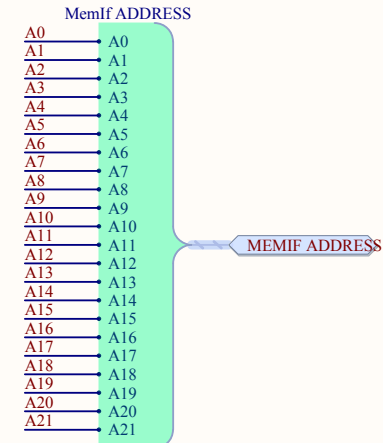 MemIf ADDRESS
A0 A0
A1 A1
A2 A2
A3 A3
A4 A4
A5 A5
A6 A6
A7 A7
A8 A8
A9 A9
A10 A10
A11 A11
MEMIF ADDRESS
A12 A12
A13 A13
A14 A14
A15 A15
A16 A16
A17 A17
A18 A18
A19 A19
A20 A20
A21 A21